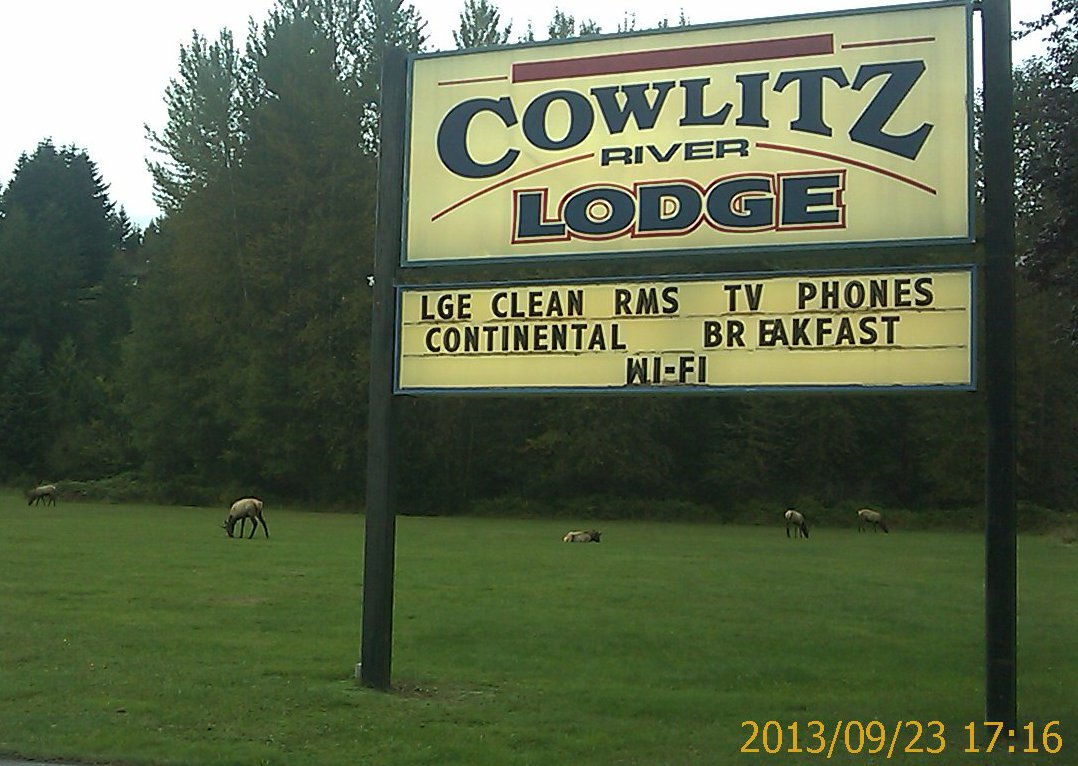 COWLITZ
RIVER
LODGE
LGE CLEAN RMS TV PHONES
CONTINENTAL BREAKFAST
WI-FI
2013/09/23 17:16